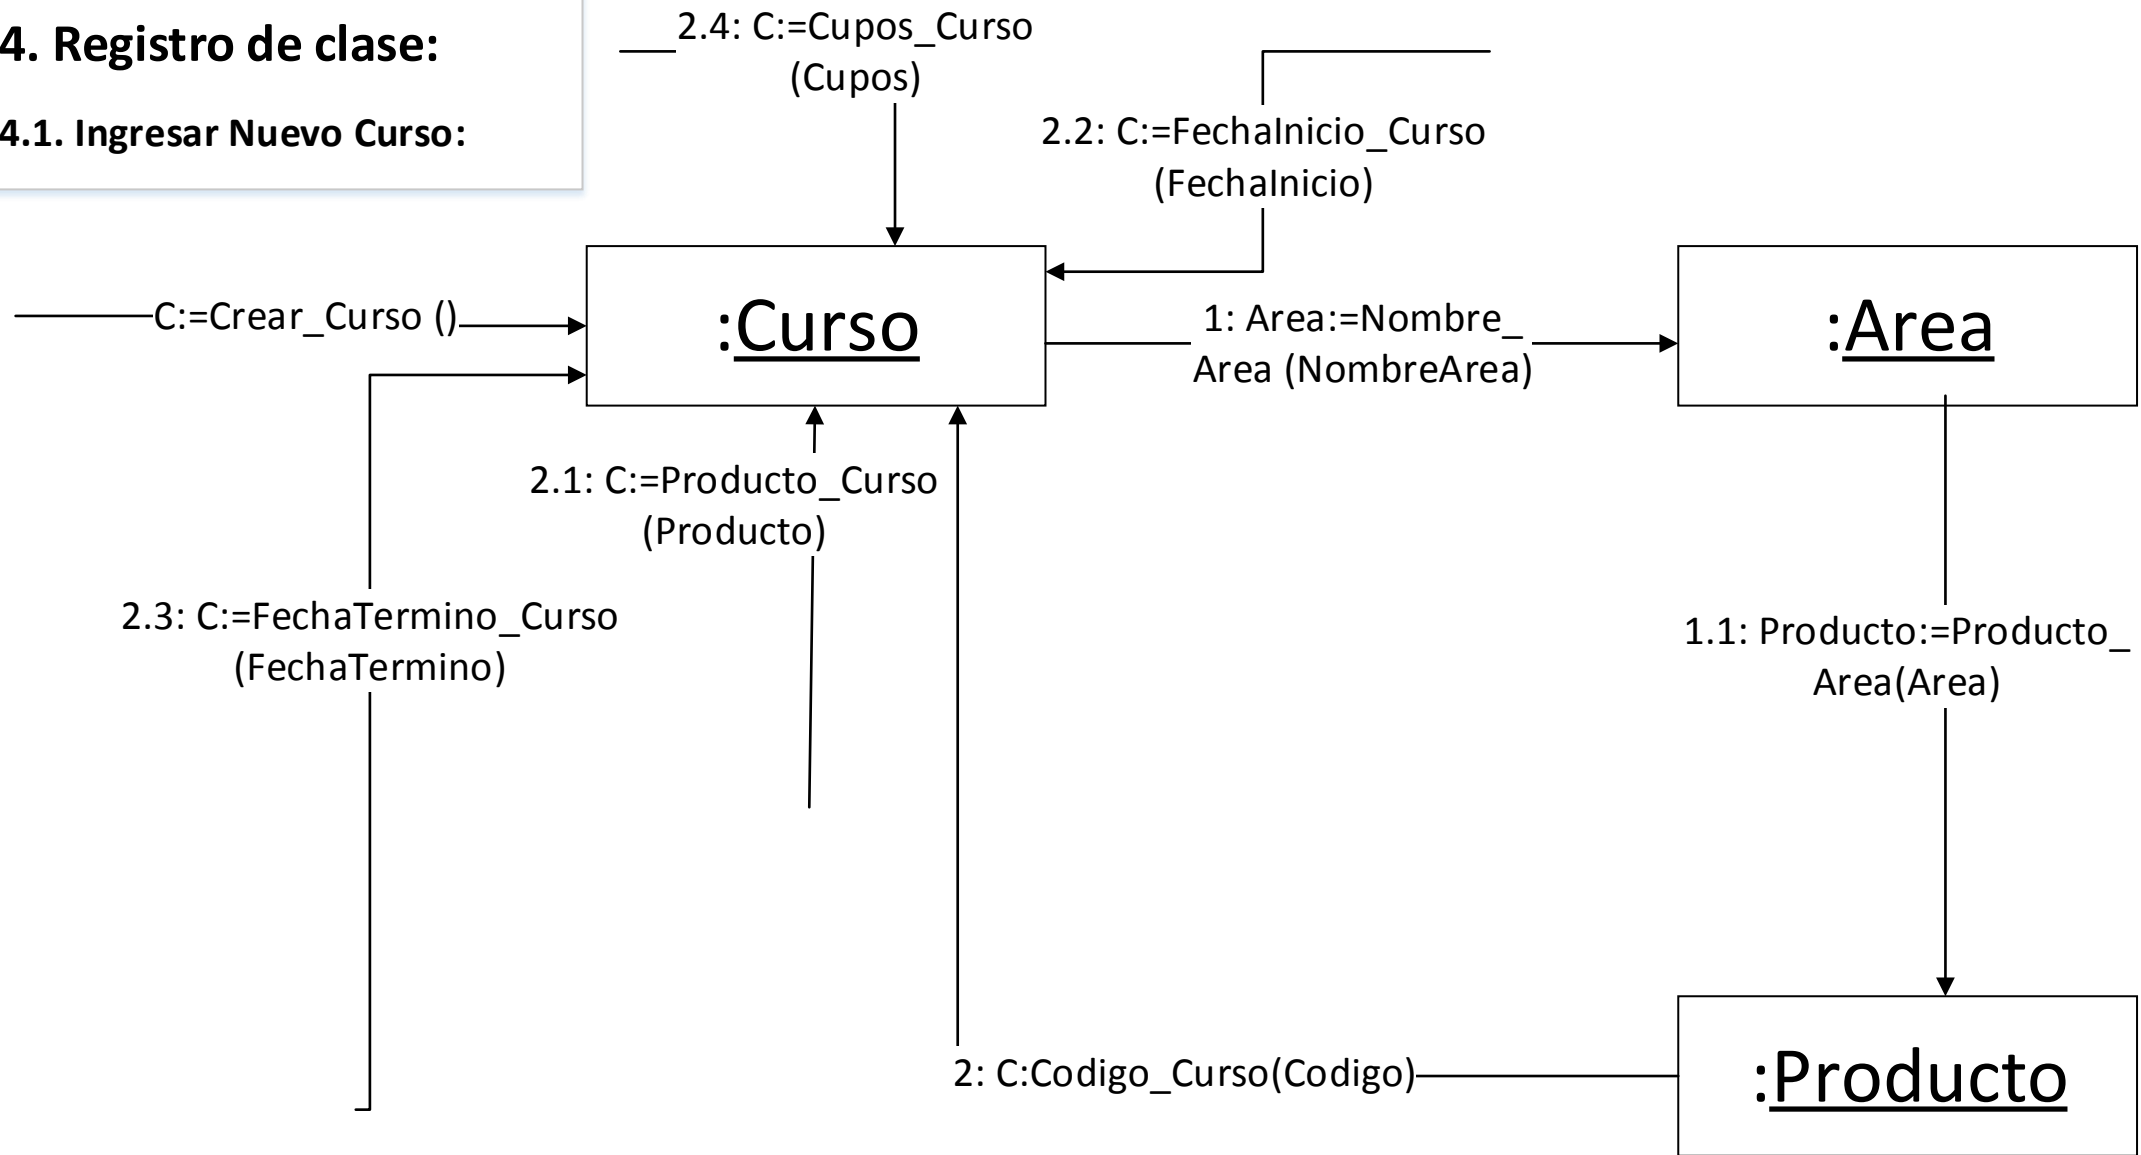 4. Registro de clase:
4.1. Ingresar Nuevo Curso:
2.4: C:=Cupos_Curso
(Cupos)
2.2: C:=FechaInicio_Curso
(FechaInicio)
C:=Crear_Curso ()
:Curso
1: Area:=Nombre_
Area (NombreArea)
:Area
2.1: C:=Producto_Curso
(Producto)
2.3: C:=FechaTermino_Curso
(FechaTermino)
1.1: Producto:=Producto_
Area(Area)
2: C:Codigo_Curso(Codigo)
:Producto